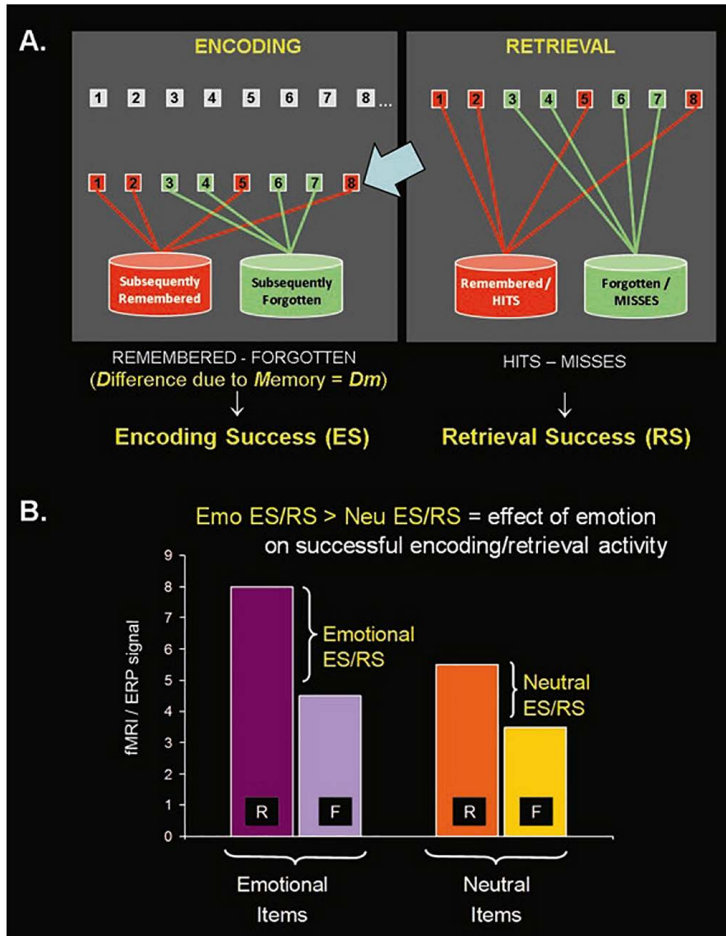 A.
ENCODING
1 2 3 4 5 6 7 8 ...
1 2 3 4 5 6 7 8
Subsequently
Remembered
Subsequently
Forgotten
REMEMBERED - FORGOTTEN
(Difference due to Memory = Dm)
↓
Encoding Success (ES)
RETRIEVAL
1 2 3 4 5 6 7 8
Remembered /
HITS
Forgotten /
MISSES
HITS – MISSES
↓
Retrieval Success (RS)
B.
Emo ES/RS > Neu ES/RS = effect of emotion
on successful encoding/retrieval activity
fMRI / ERP signal
9
8
7
6
5
4
3
2
1
0
Emotional
ES/RS
Neutral
ES/RS
R F R F
Emotional
Items
Neutral
Items